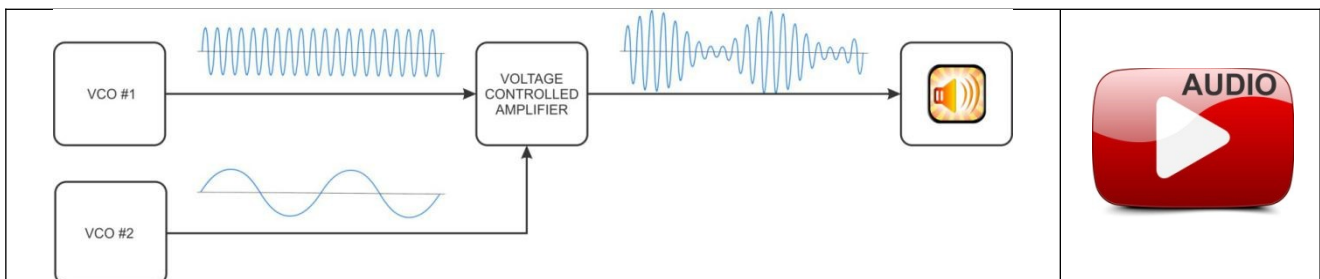 VCO #1
VOLTAGE
CONTROLLED
AMPLIFIER
AUDIO
VCO #2